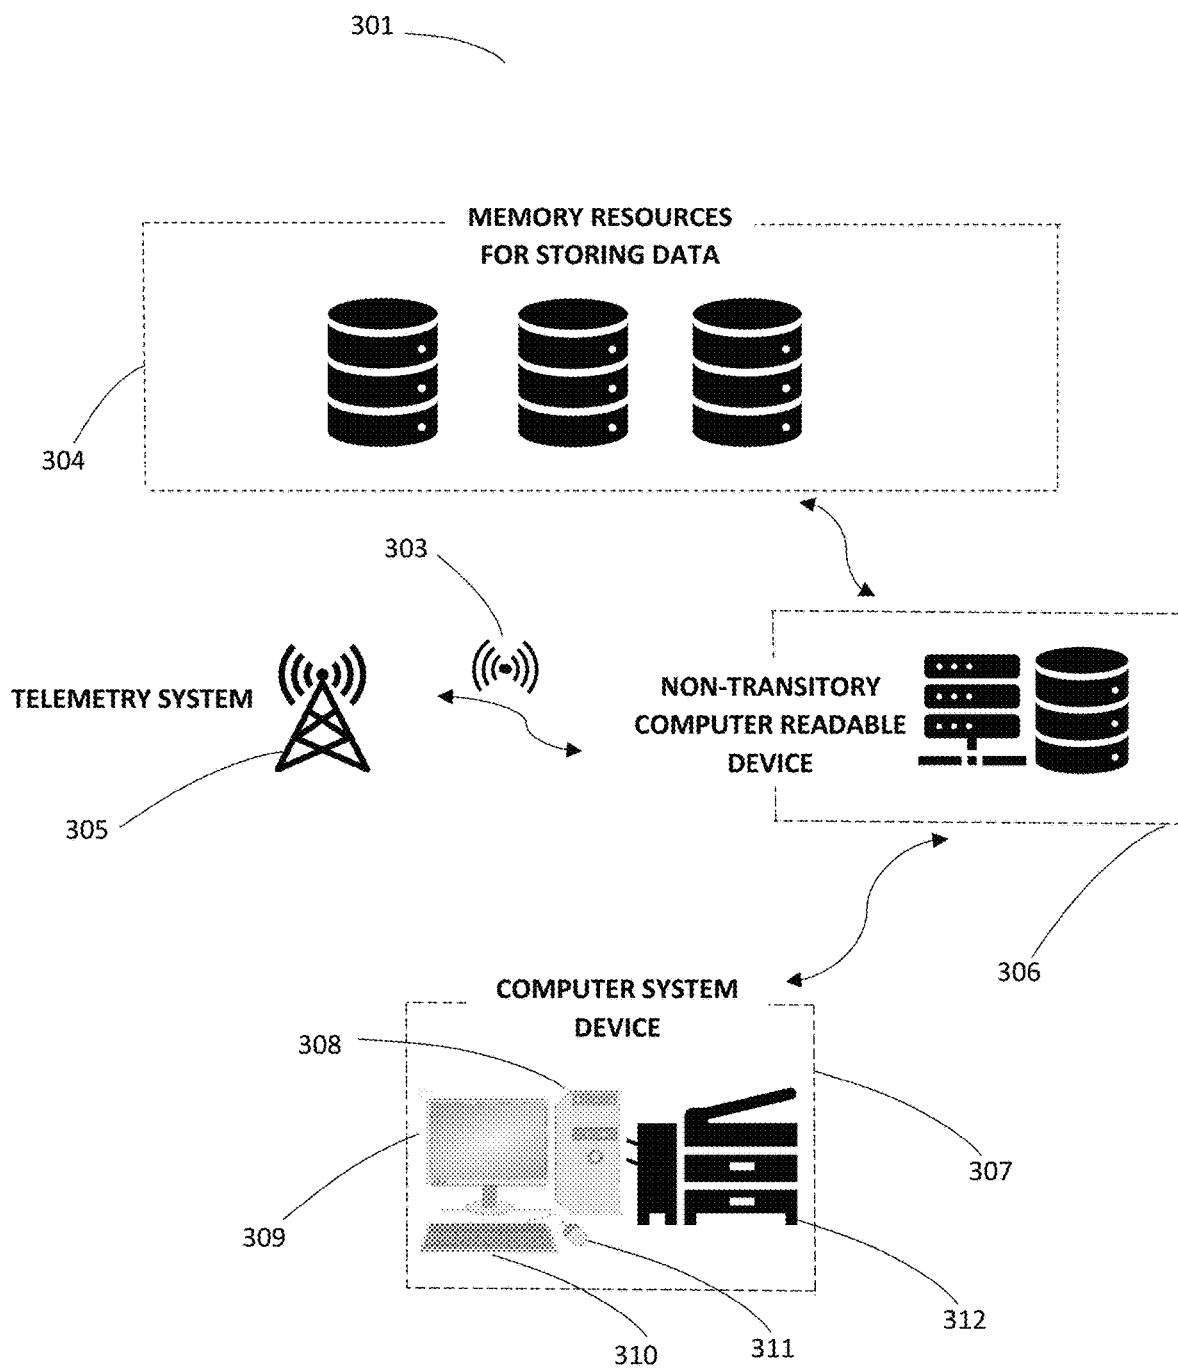 301
MEMORY RESOURCES
FOR STORING DATA
304
303
TELEMETRY SYSTEM
NON-TRANSITORY
COMPUTER READABLE
DEVICE
305
306
COMPUTER SYSTEM
DEVICE
308
307
309
312
311
310